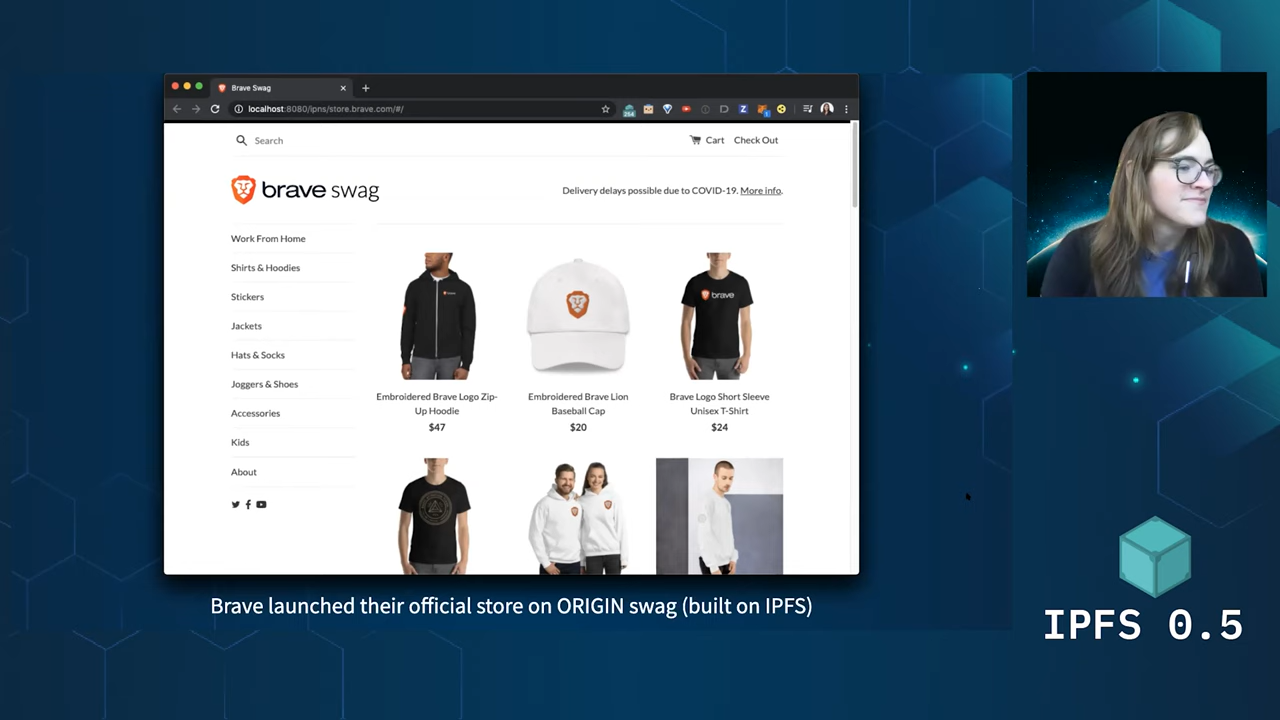 Brave Swag
localhost:8080/ipns/store.brave.com/#/
254
1
Search
Cart
Check Out
brave swag
Delivery delays possible due to COVID-19. More info.
Work From Home
Shirts & Hoodies
Stickers
Jackets
Hats & Socks
Joggers & Shoes
Accessories
Kids
About
brave
Embroidered Brave Logo Zip-
Up Hoodie
$47
Embroidered Brave Lion
Baseball Cap
$20
Brave Logo Short Sleeve
Unisex T-Shirt
$24
Brave launched their official store on ORIGIN swag (built on IPFS)
IPFS 0.5